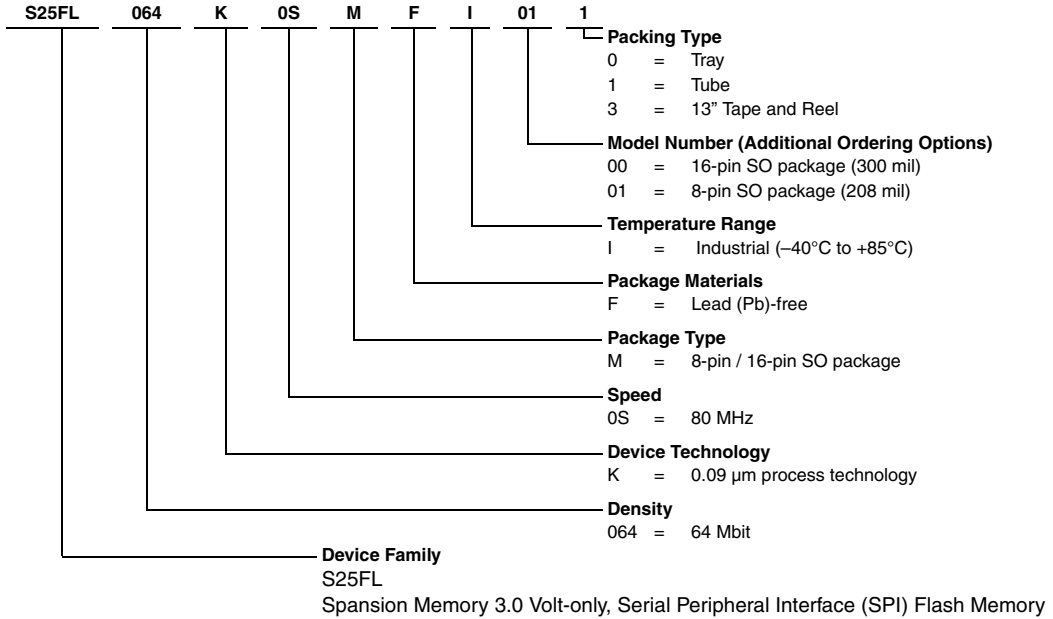 S25FL 064 K 0S M F I 01 1
Packing Type
0 = Tray
1 = Tube
3 = 13” Tape and Reel
Model Number (Additional Ordering Options)
00 = 16-pin SO package (300 mil)
01 = 8-pin SO package (208 mil)
Temperature Range
I = Industrial (–40°C to +85°C)
Package Materials
F = Lead (Pb)-free
Package Type
M = 8-pin / 16-pin SO package
Speed
0S = 80 MHz
Device Technology
K = 0.09 µm process technology
Density
064 = 64 Mbit
Device Family
S25FL
Spansion Memory 3.0 Volt-only, Serial Peripheral Interface (SPI) Flash Memory